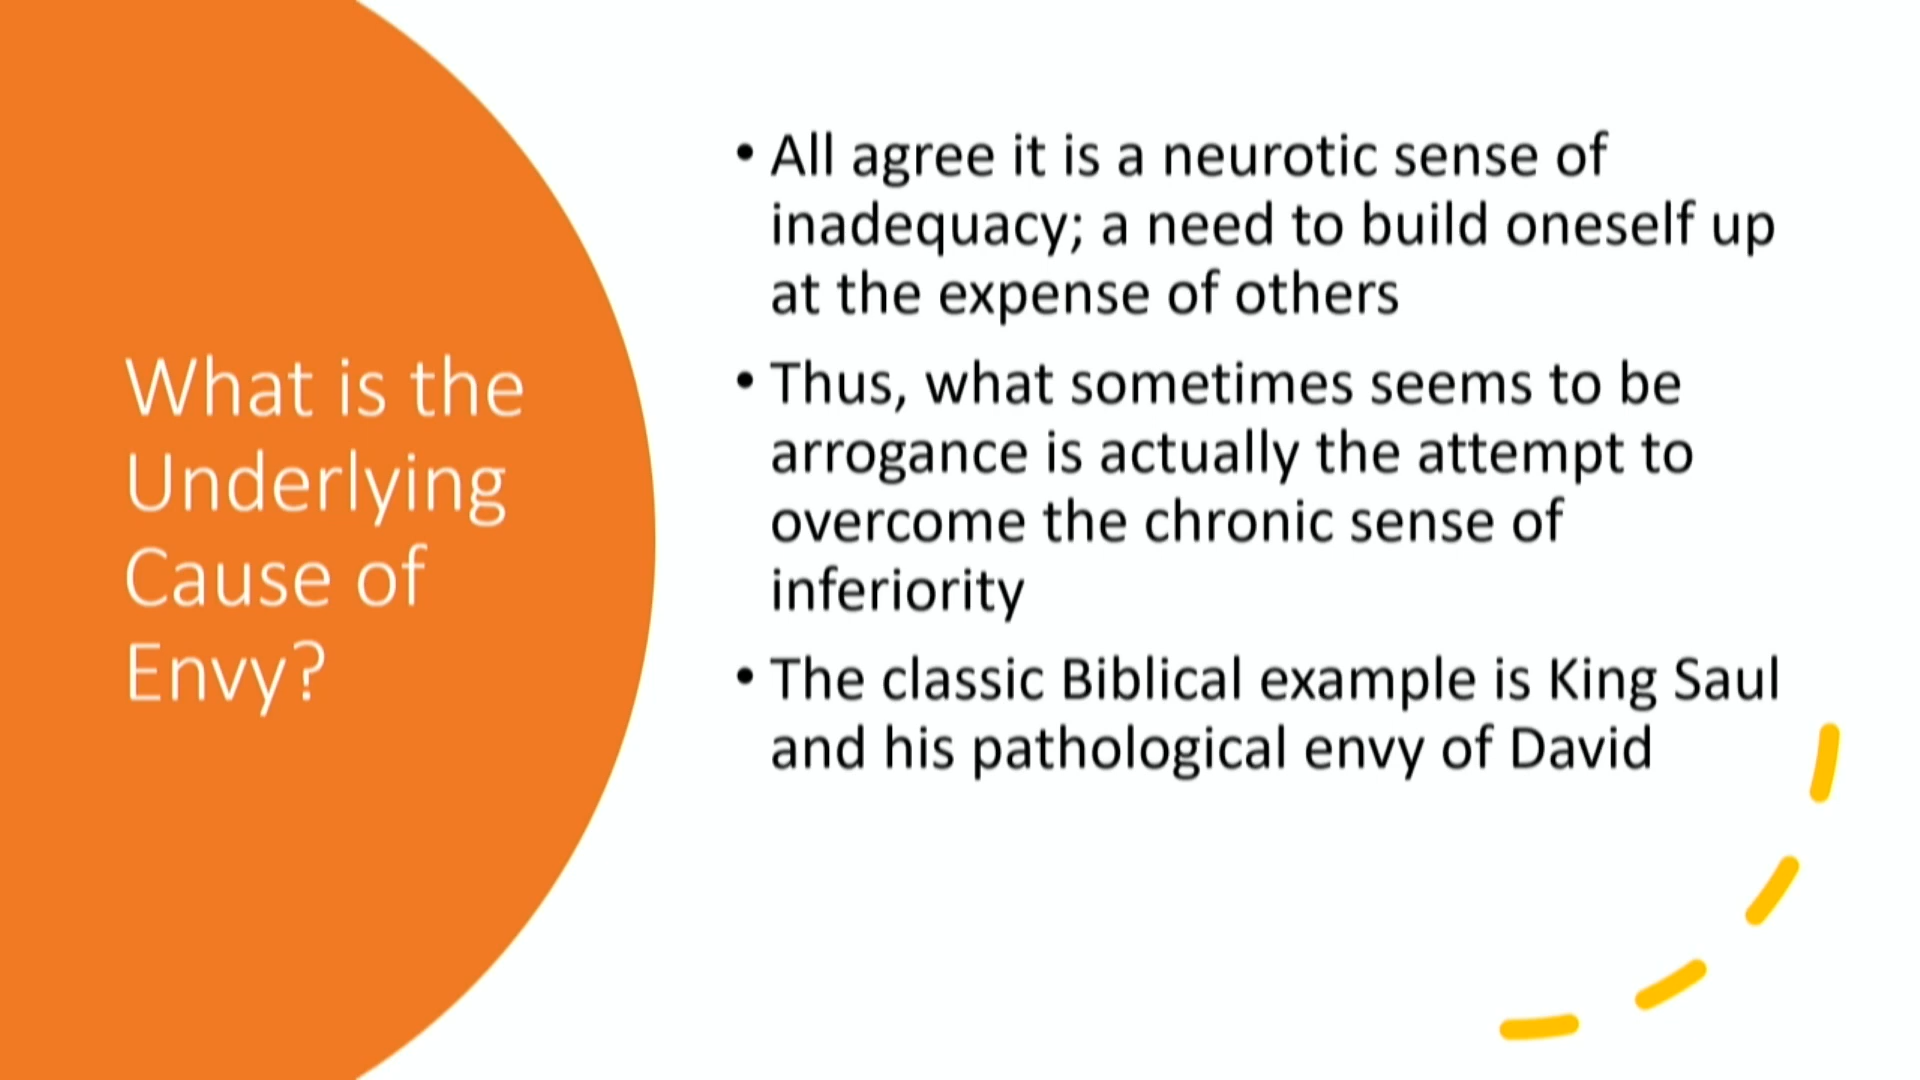 What is the
Underlying
Cause of
Envy?
• All agree it is a neurotic sense of
inadequacy; a need to build oneself up
at the expense of others
• Thus, what sometimes seems to be
arrogance is actually the attempt to
overcome the chronic sense of
inferiority
• The classic Biblical example is King Saul
and his pathological envy of David